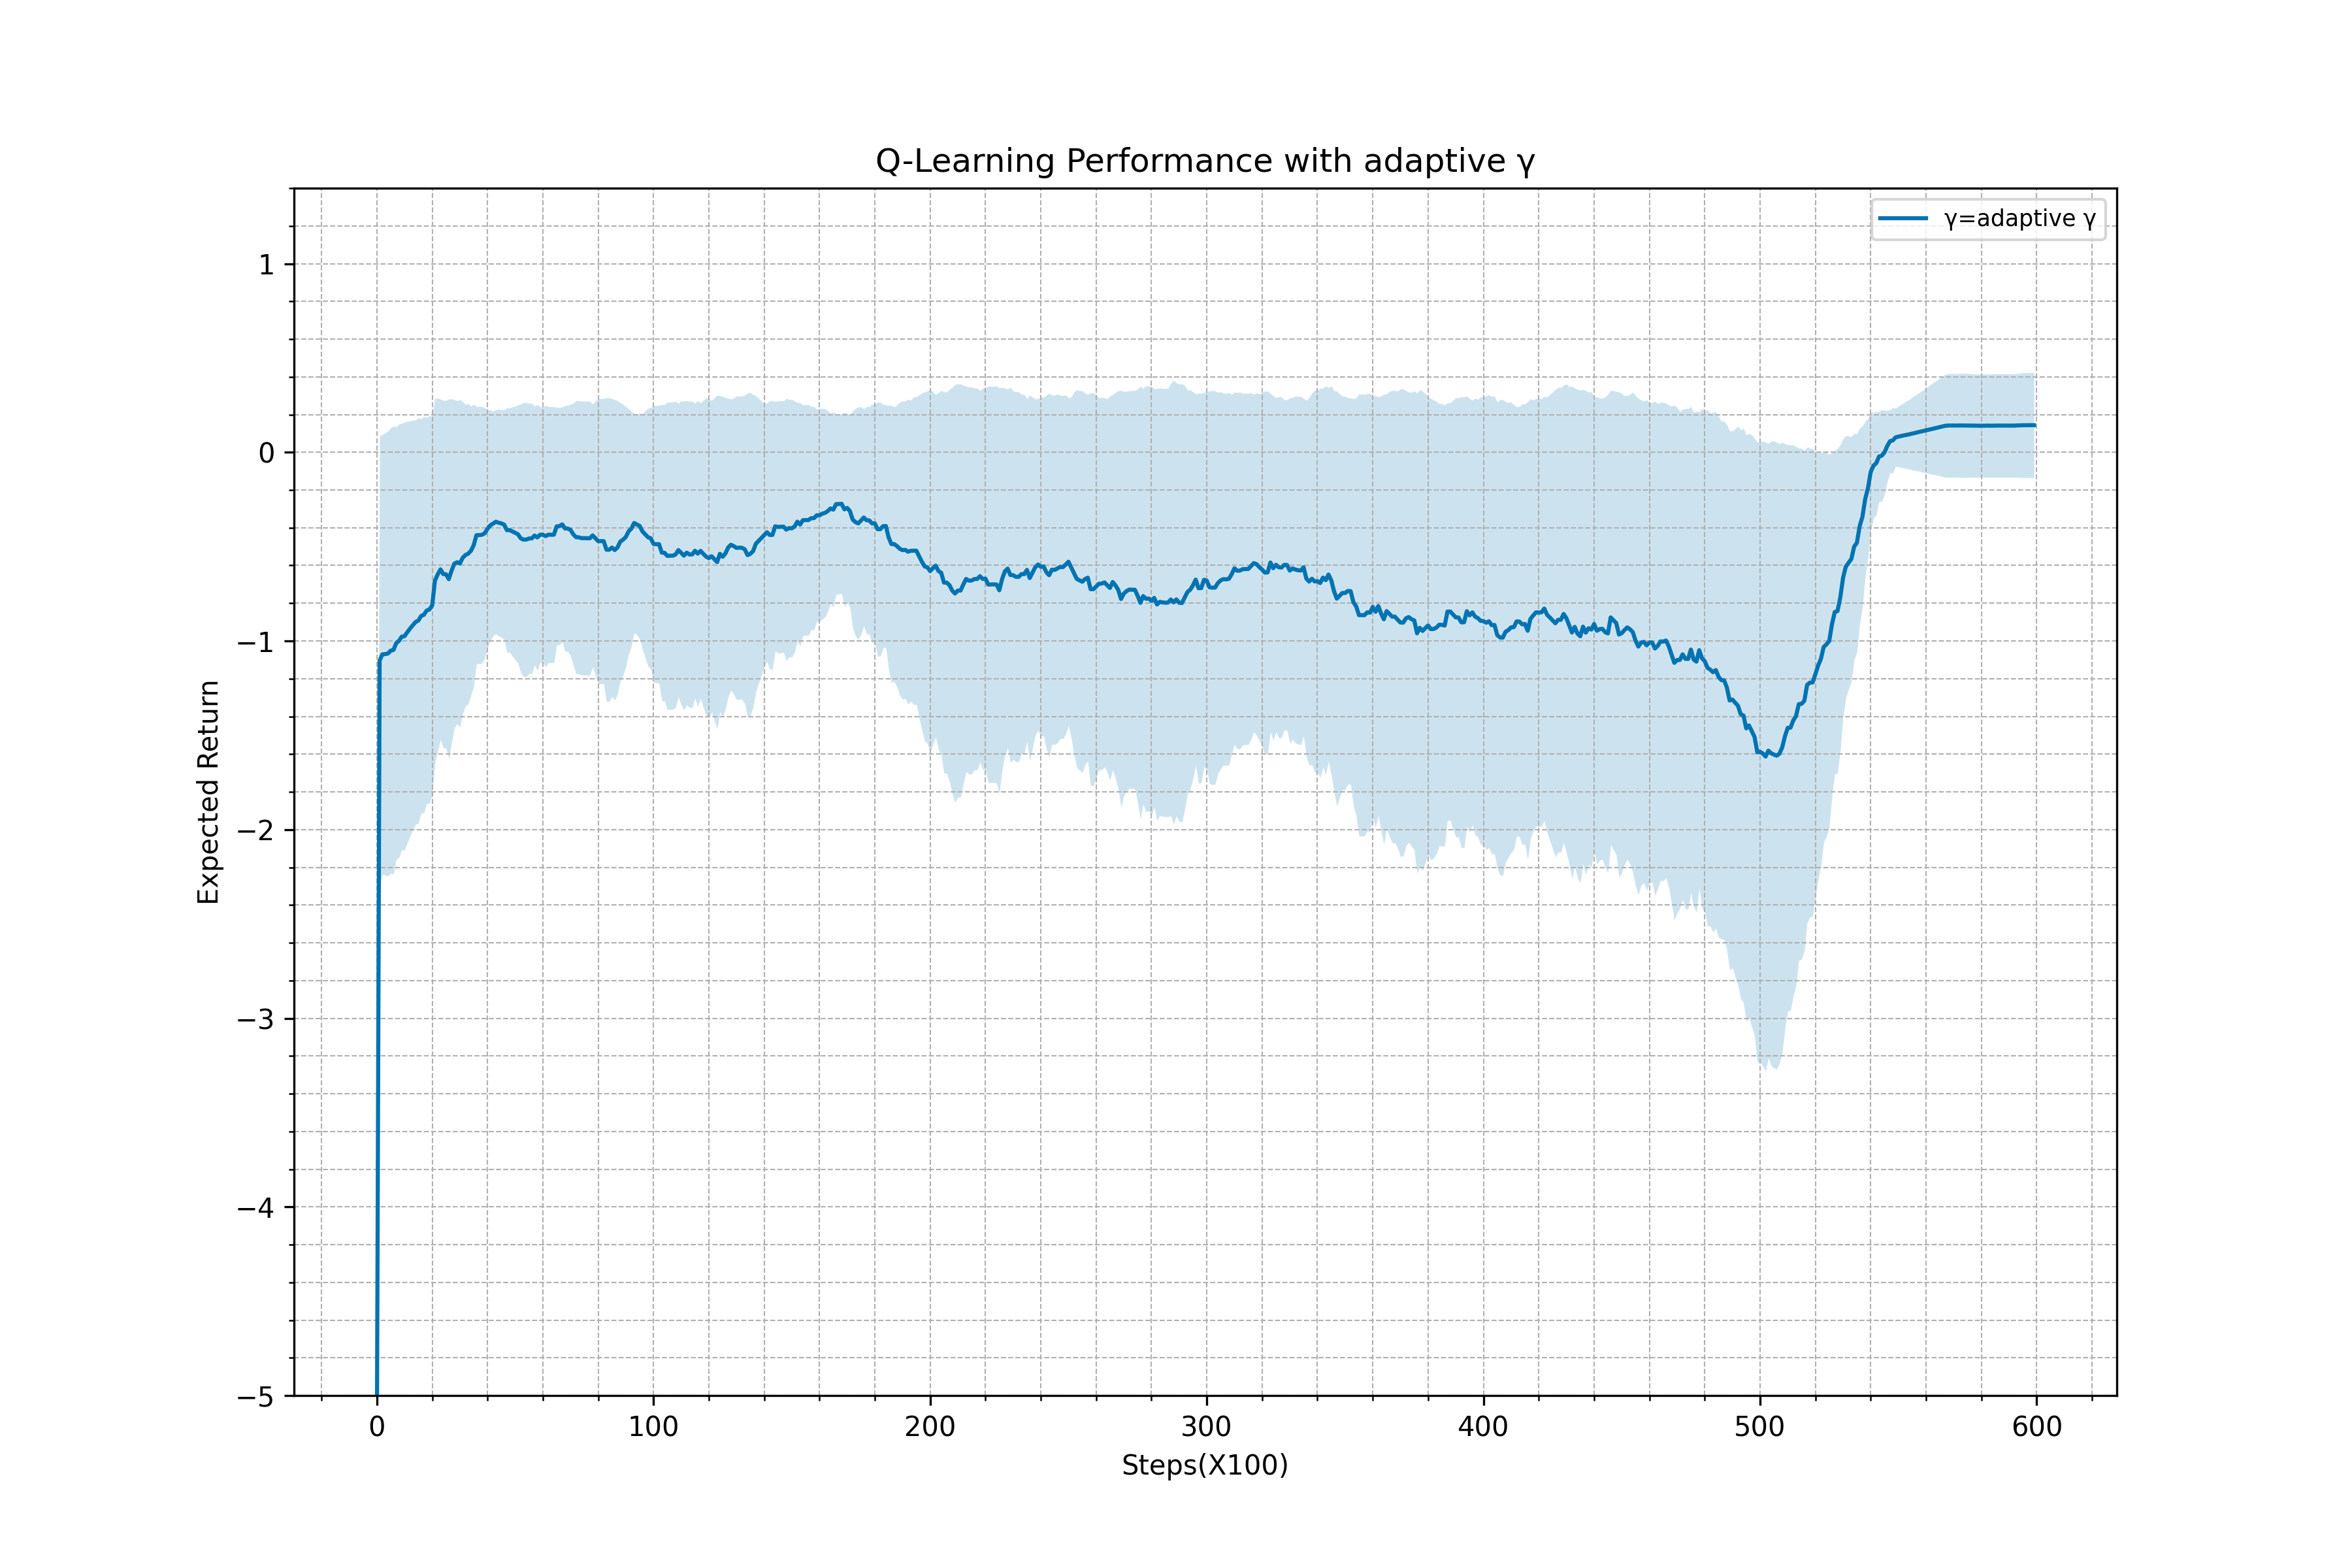 Q-Learning Performance with adaptive γ
γ=adaptive γ
1
0
−1
−2
−3
−4
−5
Expected Return
0 100 200 300 400 500 600
Steps(X100)